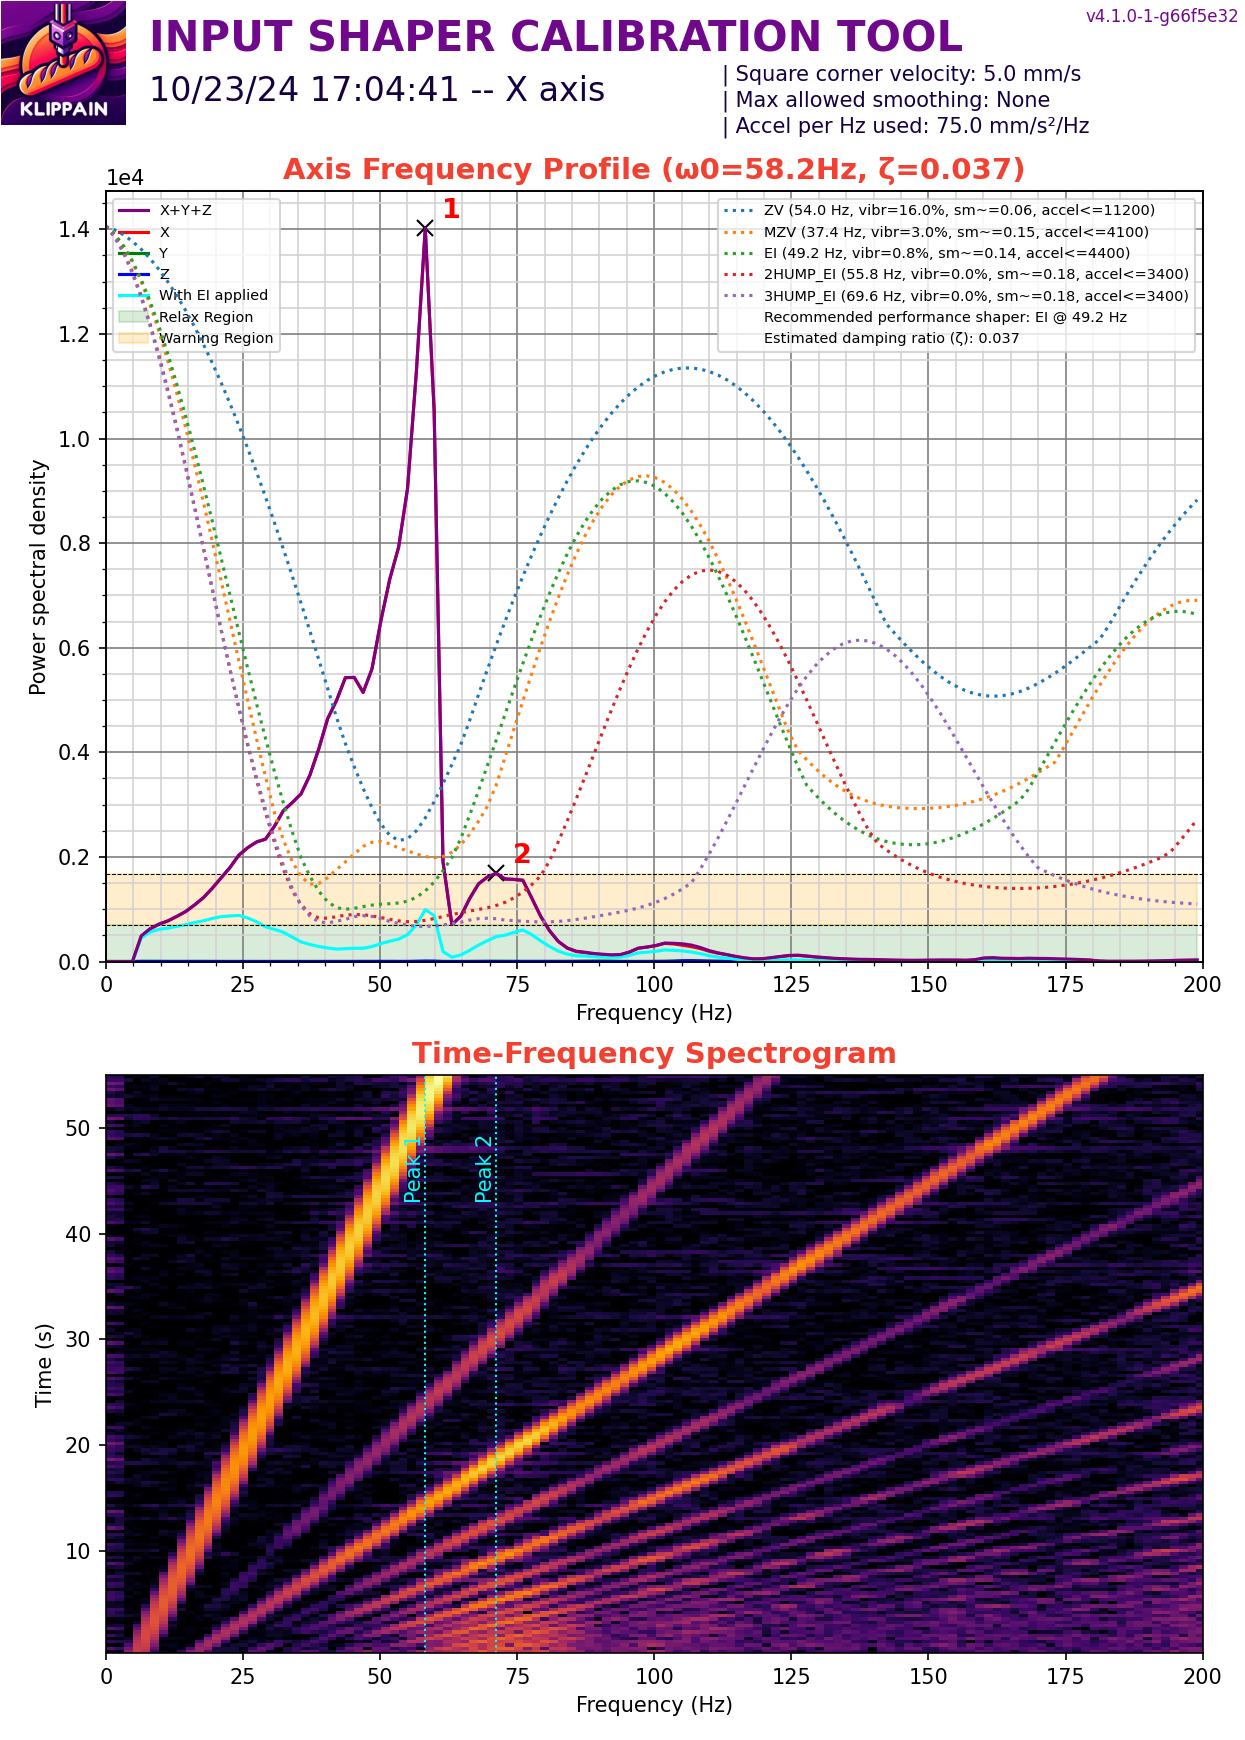 v4.1.0-1-g66f5e32
INPUT SHAPER CALIBRATION TOOL
10/23/24 17:04:41 -- X axis
| Square corner velocity: 5.0 mm/s
| Max allowed smoothing: None
| Accel per Hz used: 75.0 mm/s²/Hz
KLIPPAIN
Axis Frequency Profile (ω0=58.2Hz, ζ=0.037)
1e4
X+Y+Z
X
Y
Z
With EI applied
Relax Region
Warning Region
1
ZV (54.0 Hz, vibr=16.0%, sm~=0.06, accel<=11200)
MZV (37.4 Hz, vibr=3.0%, sm~=0.15, accel<=4100)
EI (49.2 Hz, vibr=0.8%, sm~=0.14, accel<=4400)
2HUMP_EI (55.8 Hz, vibr=0.0%, sm~=0.18, accel<=3400)
3HUMP_EI (69.6 Hz, vibr=0.0%, sm~=0.18, accel<=3400)
Recommended performance shaper: EI @ 49.2 Hz
Estimated damping ratio (ζ): 0.037
1.4
1.2
1.0
0.8
0.6
0.4
0.2
0.0
Power spectral density
2
0 25 50 75 100 125 150 175 200
Frequency (Hz)
Time-Frequency Spectrogram
50
40
30
20
10
Time (s)
Peak 1
Peak 2
0 25 50 75 100 125 150 175 200
Frequency (Hz)